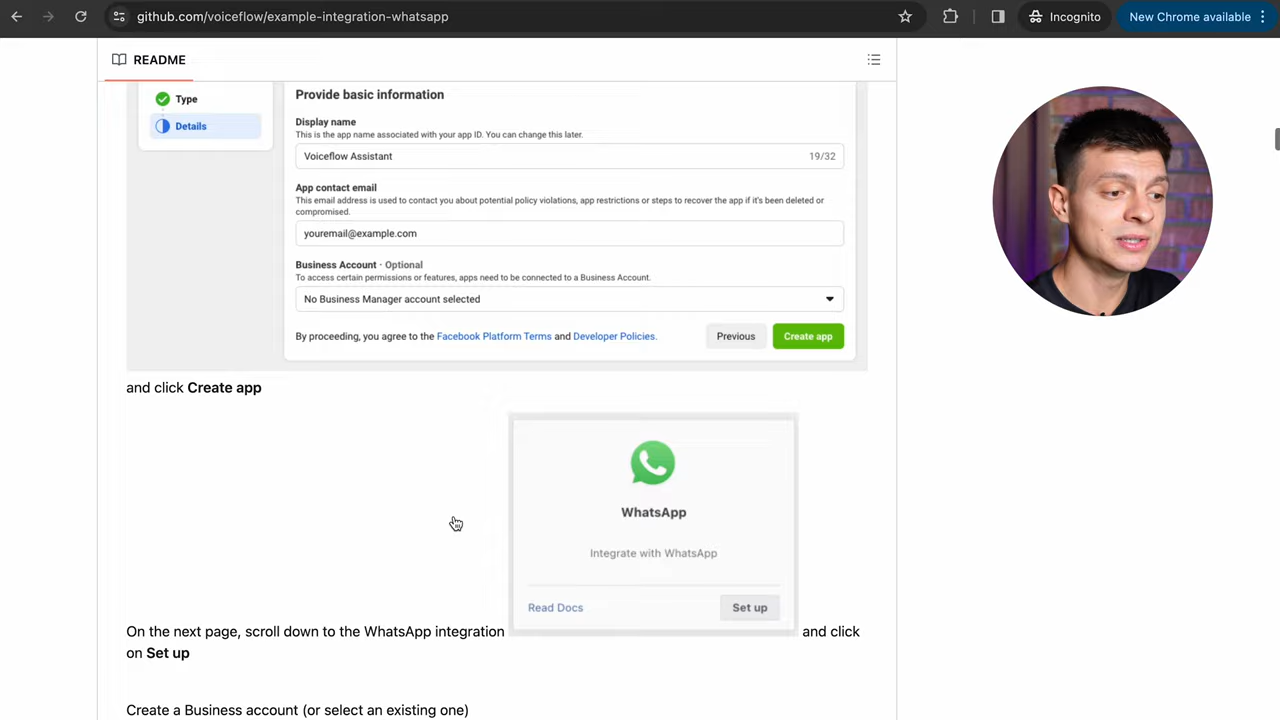 github.com/voiceflow/example-integration-whatsapp
Incognito
New Chrome available
README
Type
Details
Provide basic information
Display name
This is the app name associated with your app ID. You can change this later.
Voiceflow Assistant
19/32
App contact email
This email address is used to contact you about potential policy violations, app restrictions or steps to recover the app if it's been deleted or
compromised.
youremail@example.com
Business Account · Optional
To access certain permissions or features, apps need to be connected to a Business Account.
No Business Manager account selected
By proceeding, you agree to the Facebook Platform Terms and Developer Policies.
Previous
Create app
and click Create app
WhatsApp
Integrate with WhatsApp
Read Docs
Set up
On the next page, scroll down to the WhatsApp integration and click
on Set up
Create a Business account (or select an existing one)